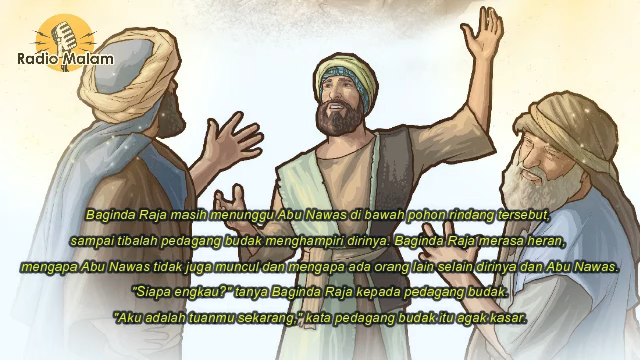 Radio Malam
Baginda Raja masih menunggu Abu Nawas di bawah pohon rindang tersebut,
sampai tibalah pedagang budak menghampiri dirinya. Baginda Raja merasa heran,
mengapa Abu Nawas tidak juga muncul dan mengapa ada orang lain selain dirinya dan Abu Nawas.
"Siapa engkau?" tanya Baginda Raja kepada pedagang budak.
"Aku adalah tuanmu sekarang," kata pedagang budak itu agak kasar.